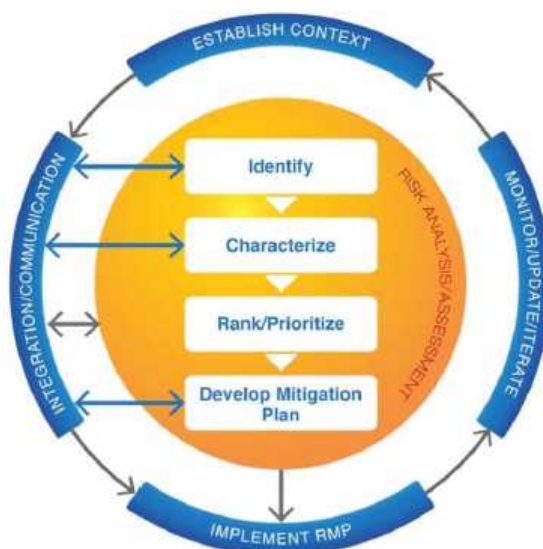 ESTABLISH CONTEXT
INTEGRATION/COMMUNICATION
Identify
Characterize
Rank/Prioritize
Develop Mitigation
Plan
RISK ANALYSIS/ASSESSMENT
MONITOR/UPDATE/ITERATE
IMPLEMENT RMP